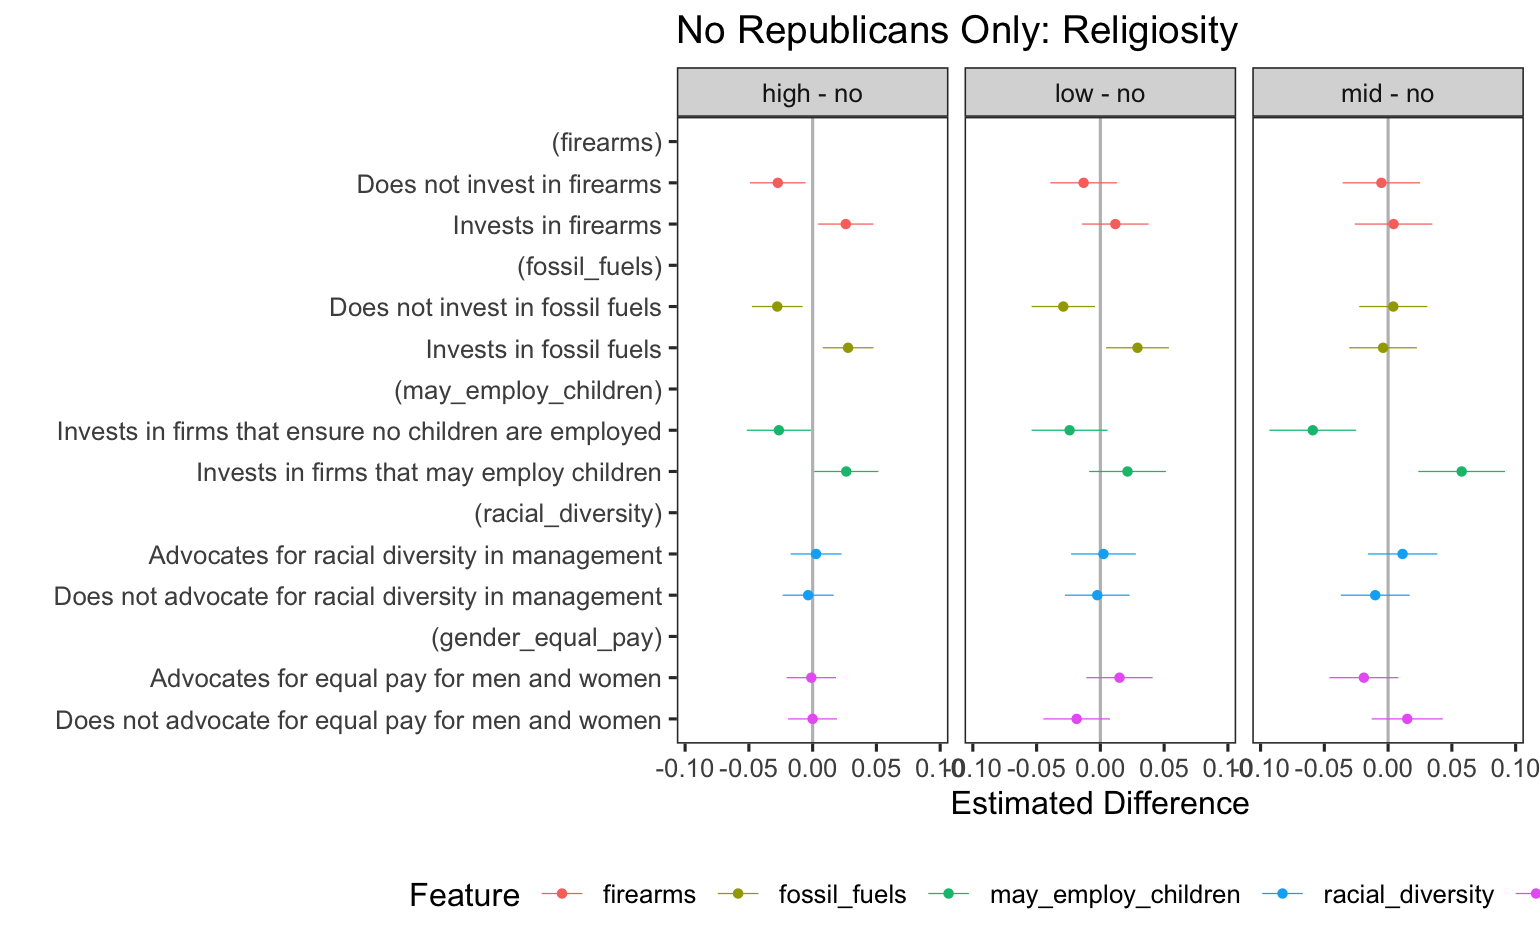 No Republicans Only: Religiosity
high - no low - no mid - no
(firearms)
Does not invest in firearms
Invests in firearms
(fossil_fuels)
Does not invest in fossil fuels
Invests in fossil fuels
(may_employ_children)
Invests in firms that ensure no children are employed
Invests in firms that may employ children
(racial_diversity)
Advocates for racial diversity in management
Does not advocate for racial diversity in management
(gender_equal_pay)
Advocates for equal pay for men and women
Does not advocate for equal pay for men and women
-0.10 -0.05 0.00 0.05 0.10 -0.10 -0.05 0.00 0.05 0.10 -0.10 -0.05 0.00 0.05 0.10
Estimated Difference
Feature firearms fossil_fuels may_employ_children racial_diversity